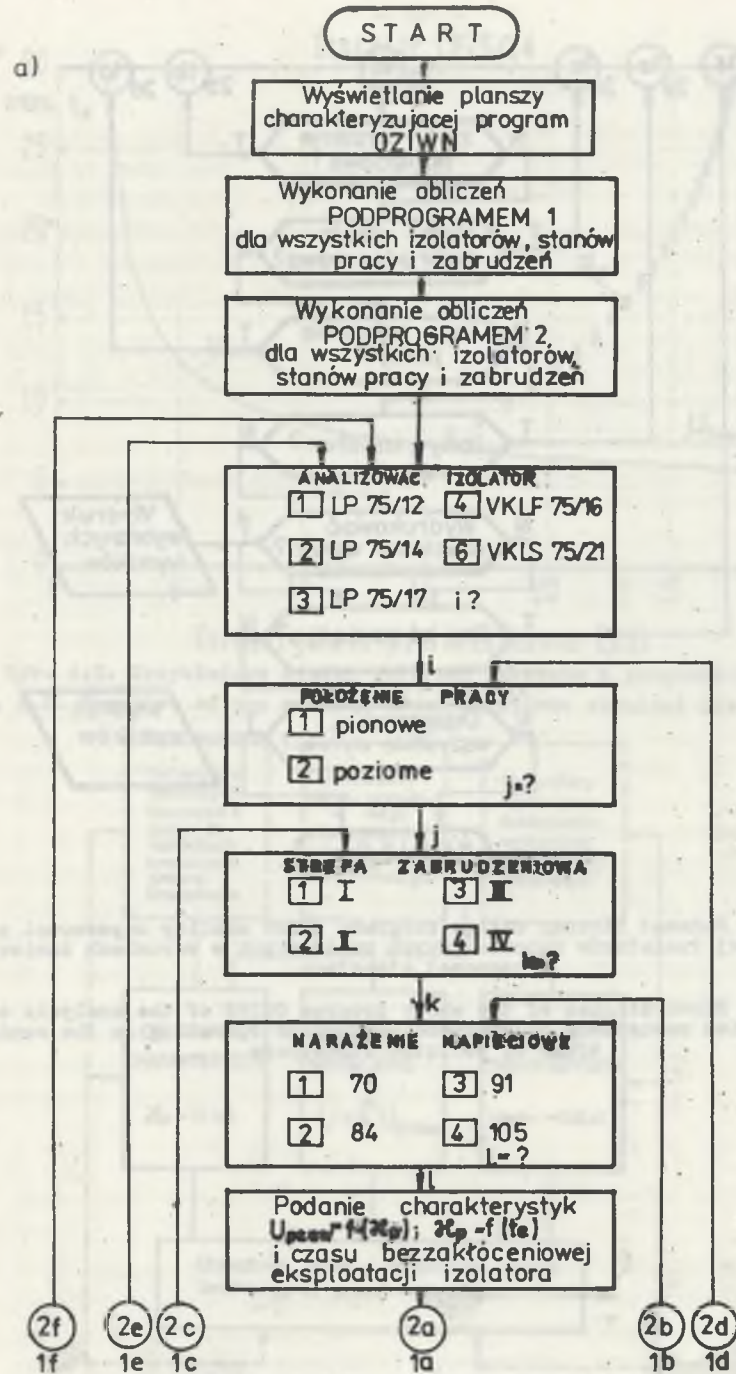 START
a)
Wyświetlanie planszy
charakteryzującej program
OZIWN
Wykonanie obliczeń
PODPROGRAMEM 1
dla wszystkich izolatorów, stanów
pracy i zabrudzeń
Wykonanie obliczeń
PODPROGRAMEM 2
dla wszystkich izolatorów,
stanów pracy i zabrudzeń
ANALIZOWAĆ IZOLATOR
1 LP 75/12 4 VKLF 75/16
2 LP 75/14 6 VKLS 75/21
3 LP 75/17 i ?
i
POŁOŻENIE PRACY
1 pionowe
2 poziome
j=?
j
STREFA ZABRUDZENIOWA
1 I 3 III
2 II 4 IV
k=?
k
NARAŻENIE NAPIĘCIOWE
1 70 3 91
2 84 4 105
L= ?
l
Podanie charakterystyk
f(ϰp); ϰp =f(te)
i czasu bezzakłóceniowej
eksploatacji izolatora
2f 2e 2c 2a 2b 2d
1f 1e 1c 1a 1b 1d